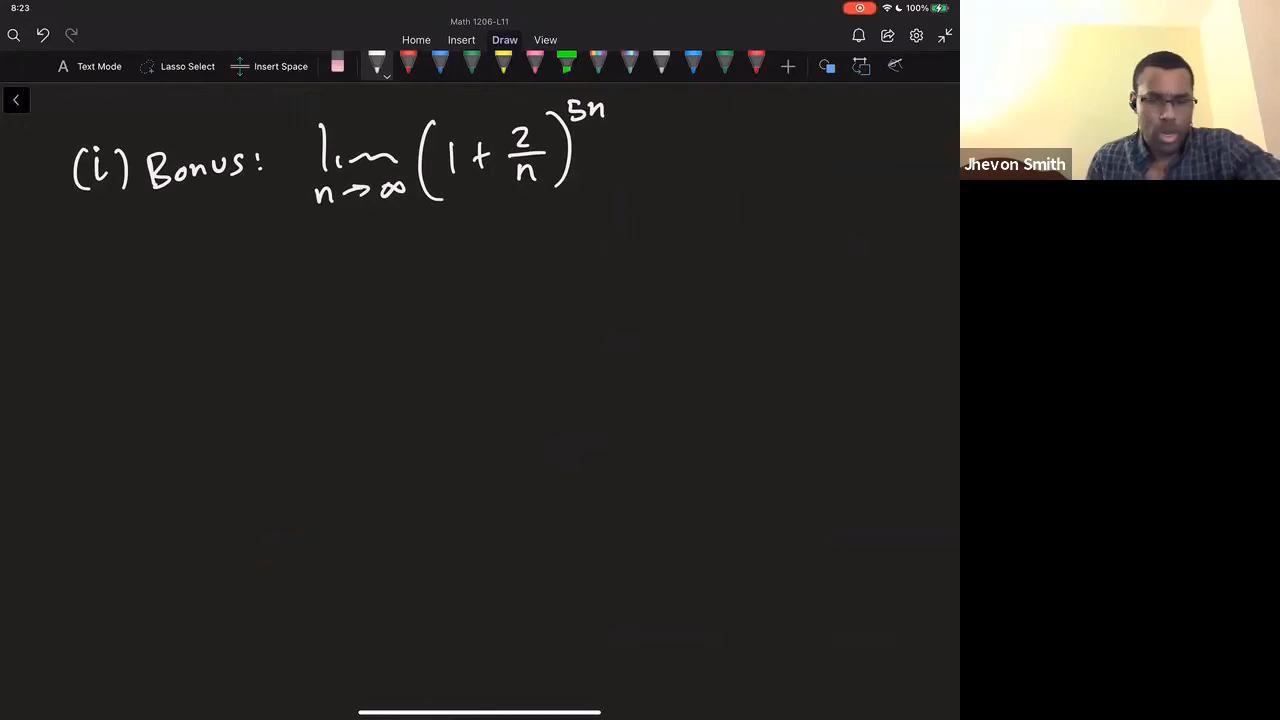 8:23
100%
Math 1206-L11
Home Insert Draw View
Text Mode Lasso Select Insert Space
(i) Bonus: lim n→∞ (1 + 2/n)^5n
Jhevon Smith